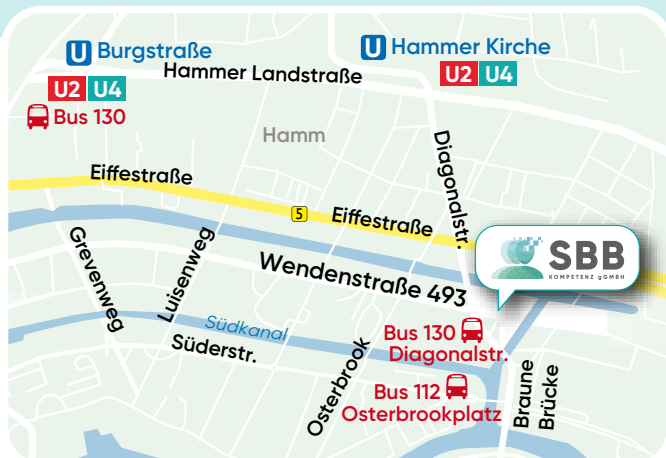 U Burgstraße
U Hammer Kirche
U2 U4
U2 U4
Hammer Landstraße
Bus 130
Hamm
Diagonalstr.
Eiffestraße
5
Eiffestraße
SBB
KOMPETENZ gGMBH
Grevenweg
Luisenweg
Wendenstraße 493
Südkanal
Süderstr.
Osterbrook
Bus 130
Diagonalstr.
Bus 112
Osterbrookplatz
Braune
Brücke